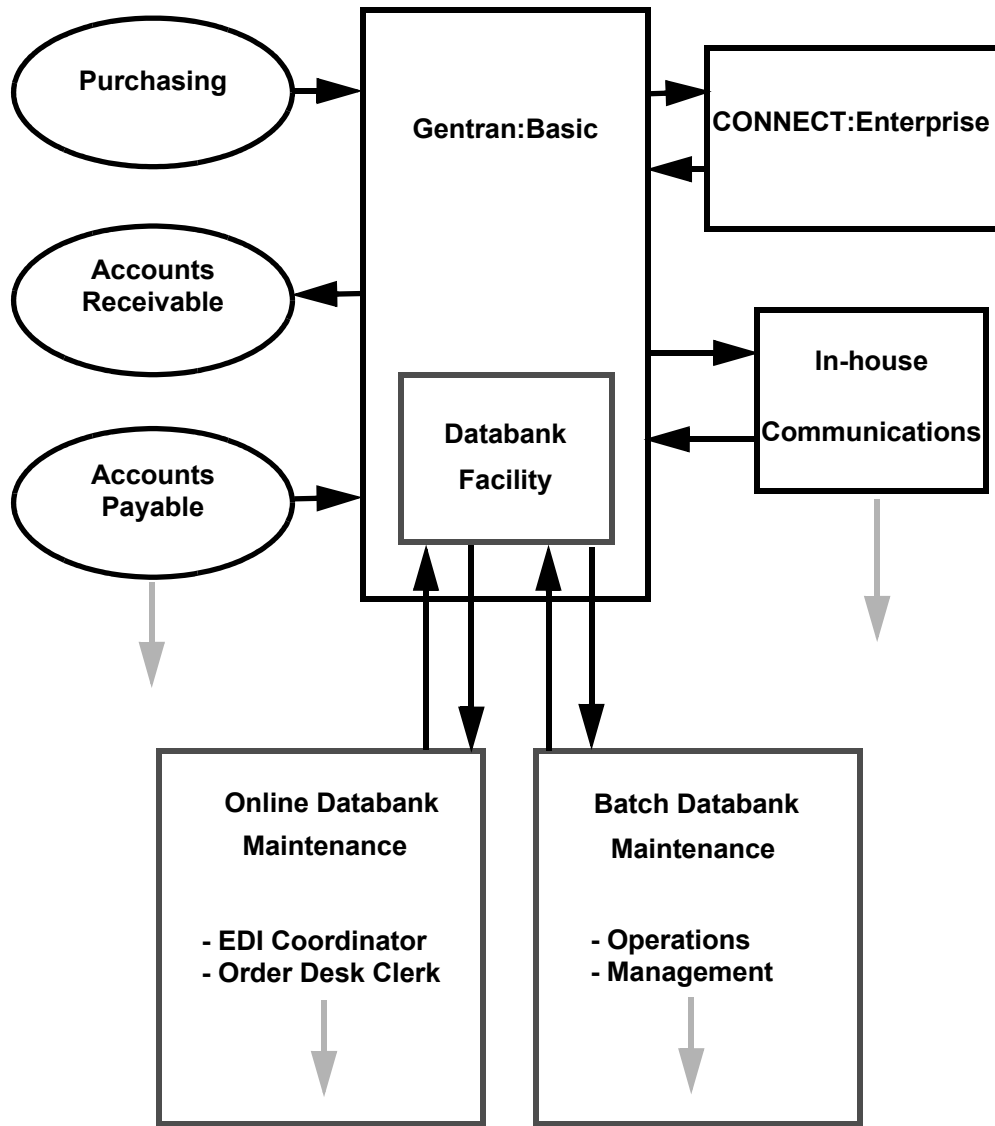 Purchasing
Gentran:Basic
CONNECT:Enterprise
Accounts
Receivable
In-house
Communications
Databank
Facility
Accounts
Payable
Online Databank
Maintenance
- EDI Coordinator
- Order Desk Clerk
Batch Databank
Maintenance
- Operations
- Management